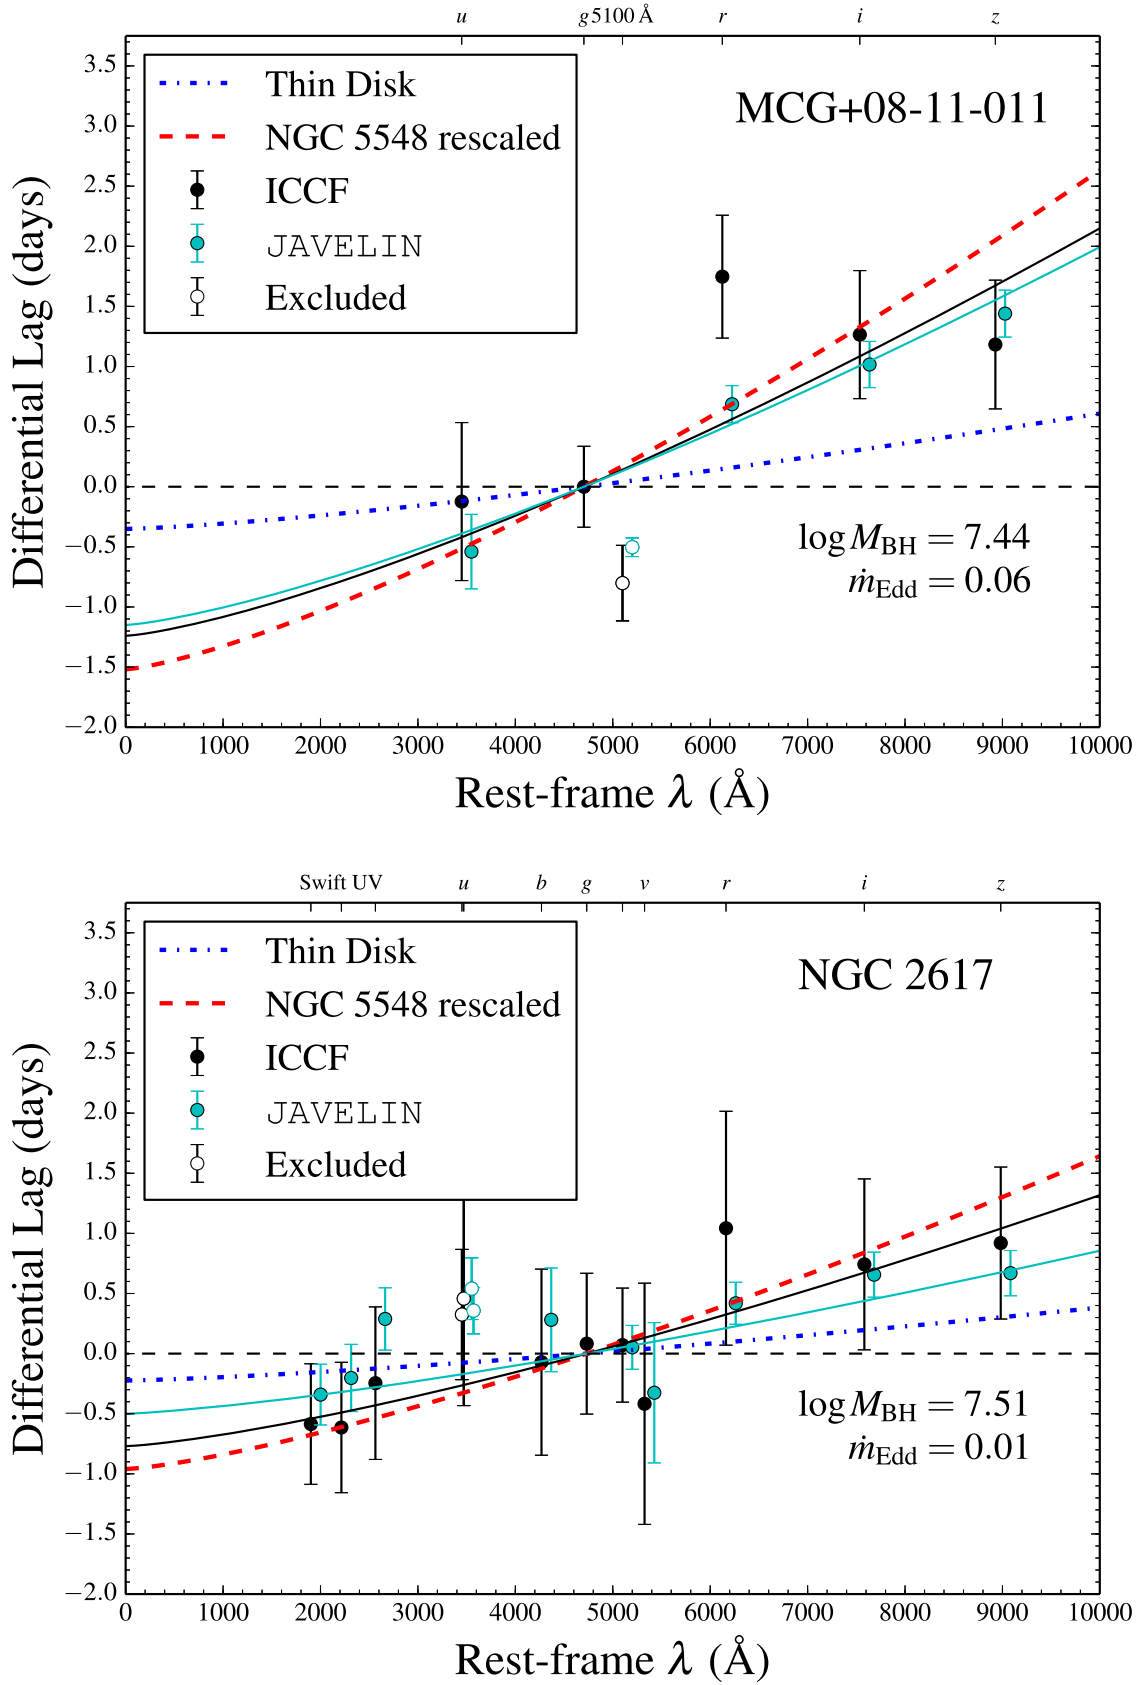 u g 5100 Å r i z
3.5
3.0
2.5
2.0
1.5
1.0
0.5
0.0
−0.5
−1.0
−1.5
−2.0
Differential Lag (days)
Thin Disk
NGC 5548 rescaled
ICCF
JAVELIN
Excluded
MCG+08-11-011
log M_BH = 7.44
ṁ_Edd = 0.06
0 1000 2000 3000 4000 5000 6000 7000 8000 9000 10000
Rest-frame λ (Å)
Swift UV u b g v r i z
3.5
3.0
2.5
2.0
1.5
1.0
0.5
0.0
−0.5
−1.0
−1.5
−2.0
Differential Lag (days)
Thin Disk
NGC 5548 rescaled
ICCF
JAVELIN
Excluded
NGC 2617
log M_BH = 7.51
ṁ_Edd = 0.01
0 1000 2000 3000 4000 5000 6000 7000 8000 9000 10000
Rest-frame λ (Å)